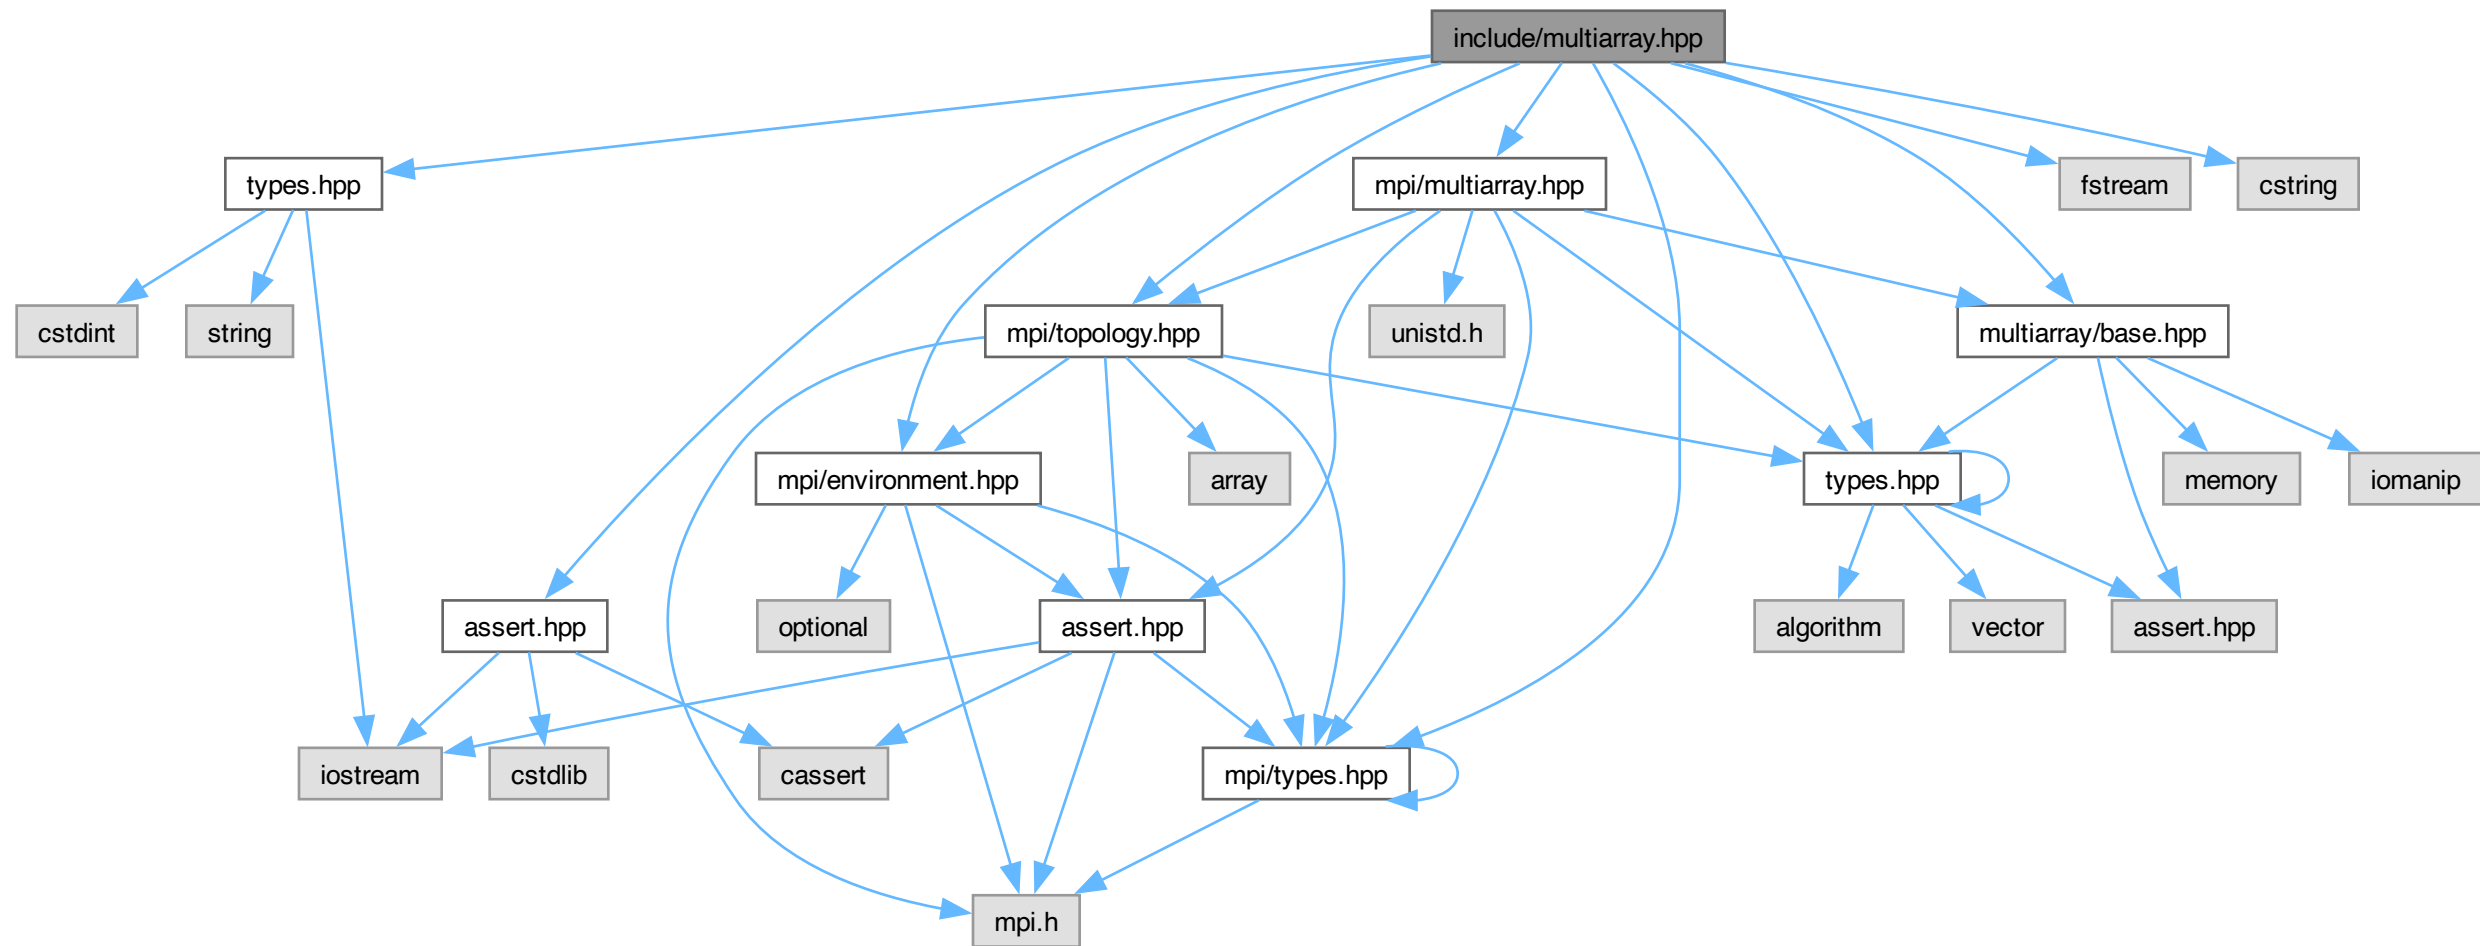 include/multiarray.hpp
types.hpp
mpi/multiarray.hpp
fstream
cstring
cstdint
string
mpi/topology.hpp
unistd.h
multiarray/base.hpp
mpi/environment.hpp
array
types.hpp
memory
iomanip
assert.hpp
optional
assert.hpp
algorithm
vector
assert.hpp
iostream
cstdlib
cassert
mpi/types.hpp
mpi.h